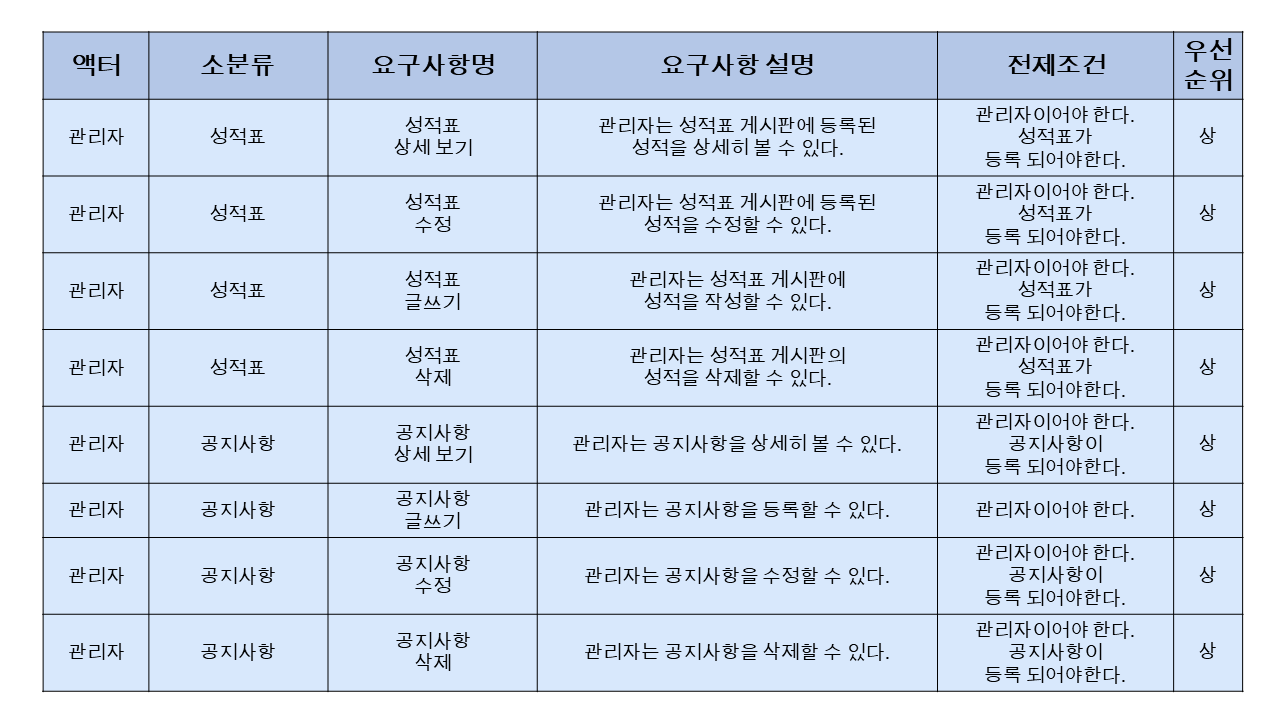 액터 소분류 요구사항명 요구사항 설명 전제조건 우선
순위
관리자 성적표 성적표
상세 보기 관리자는 성적표 게시판에 등록된
성적을 상세히 볼 수 있다. 관리자이어야 한다.
성적표가
등록 되어야한다. 상
관리자 성적표 성적표
수정 관리자는 성적표 게시판에 등록된
성적을 수정할 수 있다. 관리자이어야 한다.
성적표가
등록 되어야한다. 상
관리자 성적표 성적표
글쓰기 관리자는 성적표 게시판에
성적을 작성할 수 있다. 관리자이어야 한다.
성적표가
등록 되어야한다. 상
관리자 성적표 성적표
삭제 관리자는 성적표 게시판의
성적을 삭제할 수 있다. 관리자이어야 한다.
성적표가
등록 되어야한다. 상
관리자 공지사항 공지사항
상세 보기 관리자는 공지사항을 상세히 볼 수 있다. 관리자이어야 한다.
공지사항이
등록 되어야한다. 상
관리자 공지사항 공지사항
글쓰기 관리자는 공지사항을 등록할 수 있다. 관리자이어야 한다. 상
관리자 공지사항 공지사항
수정 관리자는 공지사항을 수정할 수 있다. 관리자이어야 한다.
공지사항이
등록 되어야한다. 상
관리자 공지사항 공지사항
삭제 관리자는 공지사항을 삭제할 수 있다. 관리자이어야 한다.
공지사항이
등록 되어야한다. 상